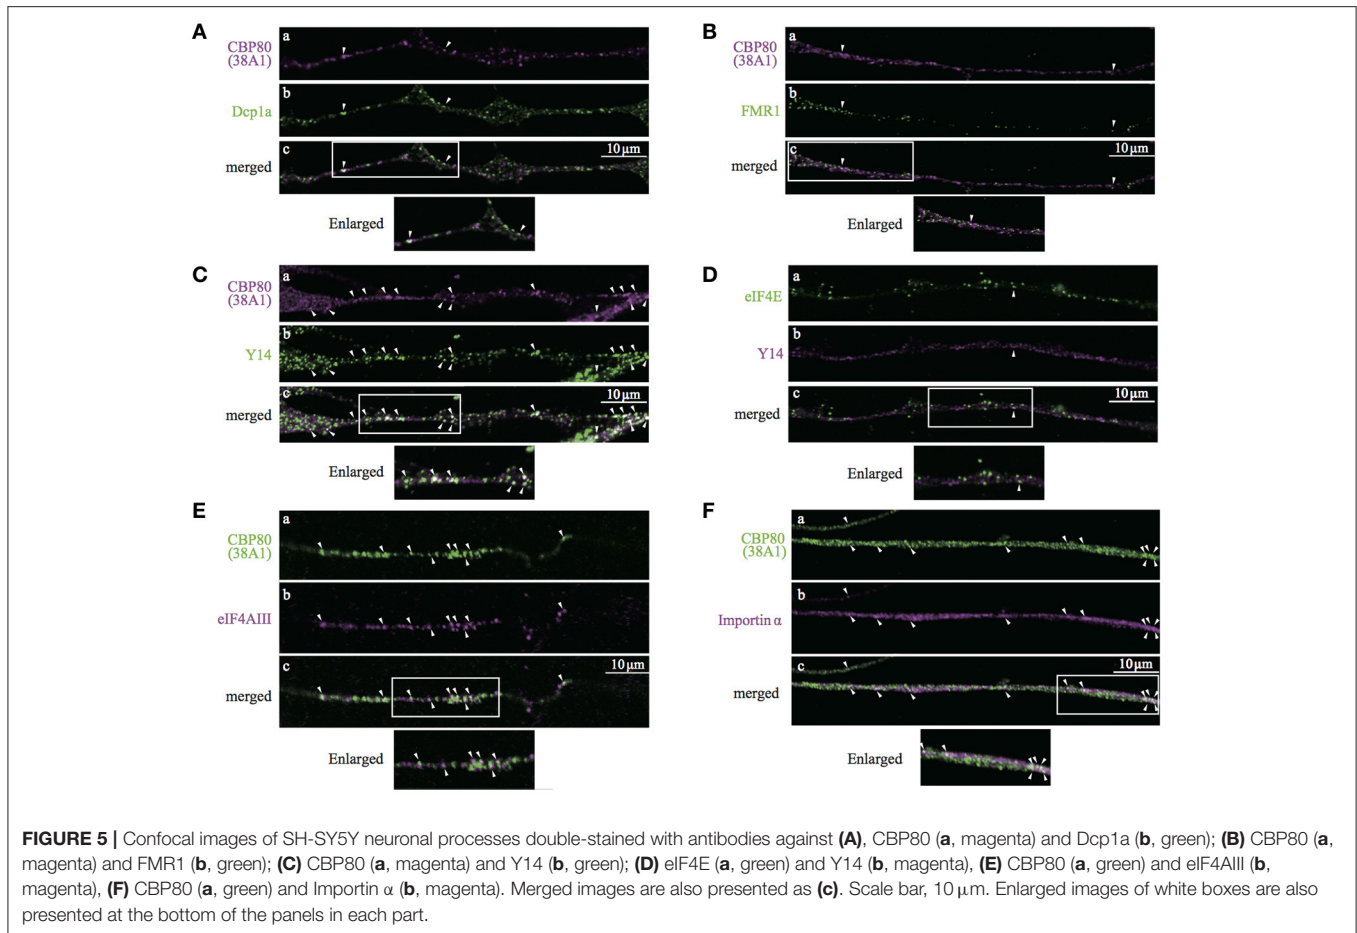 A
CBP80
(38A1)
a
Dcp1a
b
merged
c
10 µm
Enlarged
B
CBP80
(38A1)
a
FMR1
b
merged
c
10 µm
Enlarged
C
CBP80
(38A1)
a
Y14
b
merged
c
10 µm
Enlarged
D
eIF4E
a
Y14
b
merged
c
10 µm
Enlarged
E
CBP80
(38A1)
a
eIF4AIII
b
merged
c
10 µm
Enlarged
F
CBP80
(38A1)
a
Importin α
b
merged
c
10 µm
Enlarged
FIGURE 5 | Confocal images of SH-SY5Y neuronal processes double-stained with antibodies against (A), CBP80 (a, magenta) and Dcp1a (b, green); (B) CBP80 (a,
magenta) and FMR1 (b, green); (C) CBP80 (a, magenta) and Y14 (b, green); (D) eIF4E (a, green) and Y14 (b, magenta), (E) CBP80 (a, green) and eIF4AIII (b,
magenta), (F) CBP80 (a, green) and Importin α (b, magenta). Merged images are also presented as (c). Scale bar, 10 µm. Enlarged images of white boxes are also
presented at the bottom of the panels in each part.